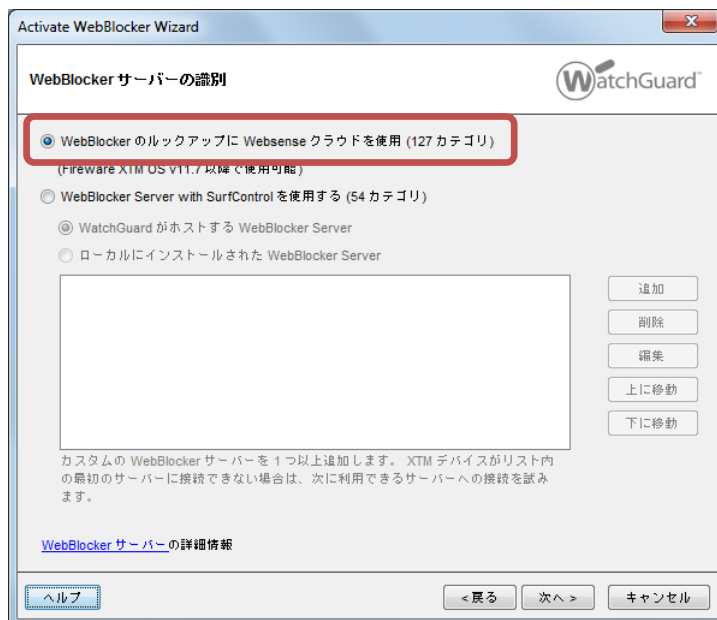 Activate WebBlocker Wizard
WebBlocker サーバーの識別
WatchGuard
WebBlocker のルックアップに Websense クラウドを使用 (127 カテゴリ)
(Fireware XTM OS v11.7 以降で使用可能)
WebBlocker Server with SurfControl を使用する (54 カテゴリ)
WatchGuard がホストする WebBlocker Server
ローカルにインストールされた WebBlocker Server
追加
削除
編集
上に移動
下に移動
カスタムの WebBlocker サーバーを 1 つ以上追加します。 XTM デバイスがリスト内
の最初のサーバーに接続できない場合は、次に利用できるサーバーへの接続を試み
ます。
WebBlocker サーバーの詳細情報
ヘルプ
<戻る
次へ >
キャンセル